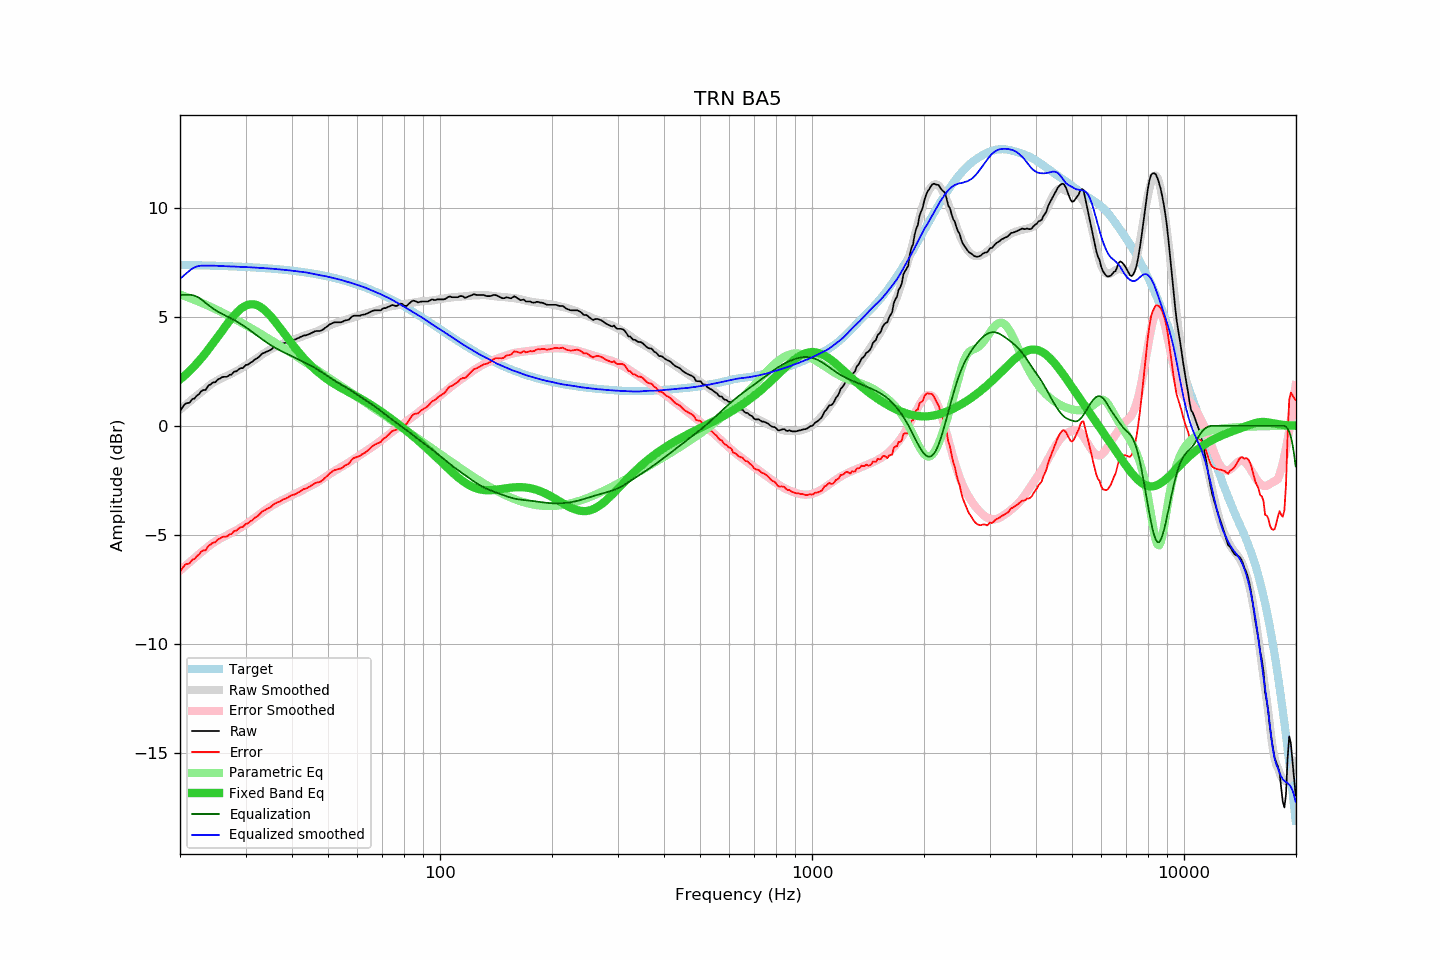 TRN BA5
Amplitude (dBr)
10
5
0
−5
−10
−15
Target
Raw Smoothed
Error Smoothed
Raw
Error
Parametric Eq
Fixed Band Eq
Equalization
Equalized smoothed
100
1000
10000
Frequency (Hz)